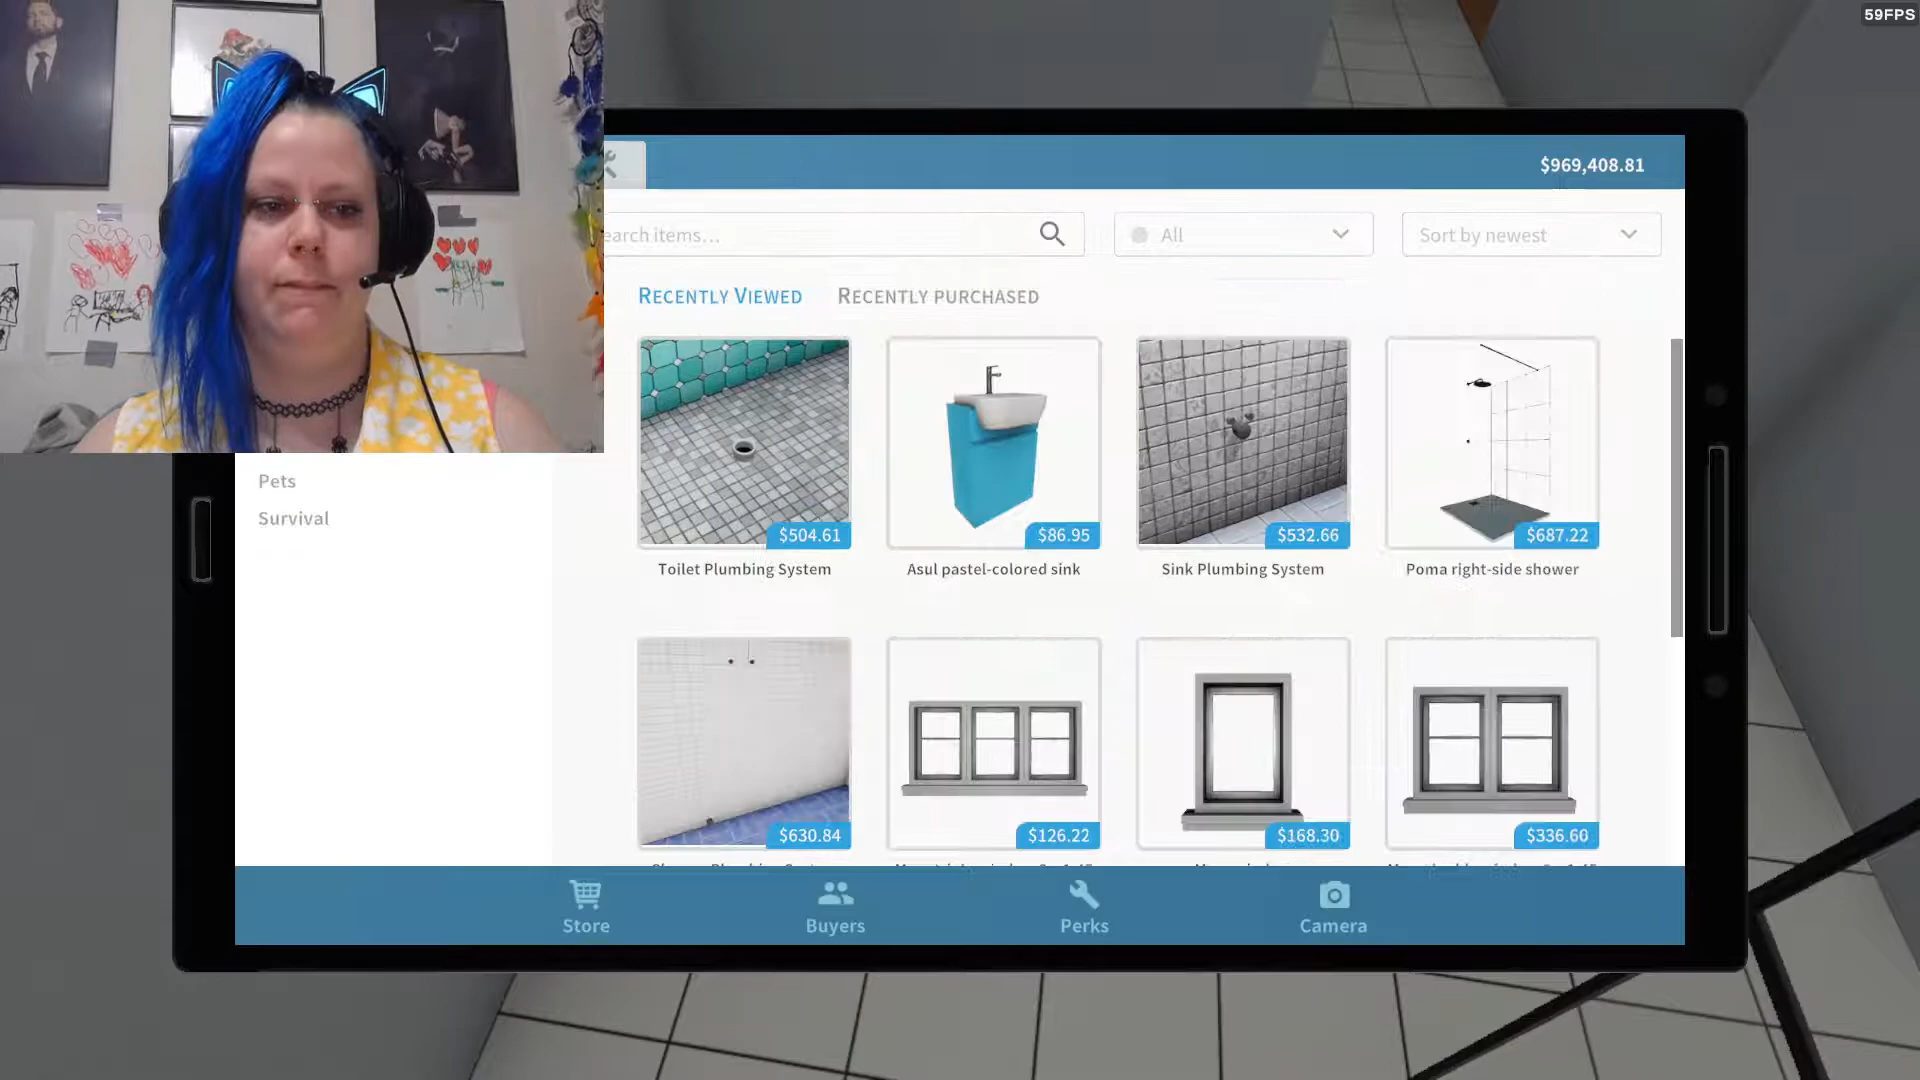 59FPS
$969,408.81
earch items...
All
Sort by newest
RECENTLY VIEWED
RECENTLY PURCHASED
Pets
Survival
$504.61
$86.95
$532.66
$687.22
Toilet Plumbing System
Asul pastel-colored sink
Sink Plumbing System
Poma right-side shower
$630.84
$126.22
$168.30
$336.60
Store
Buyers
Perks
Camera